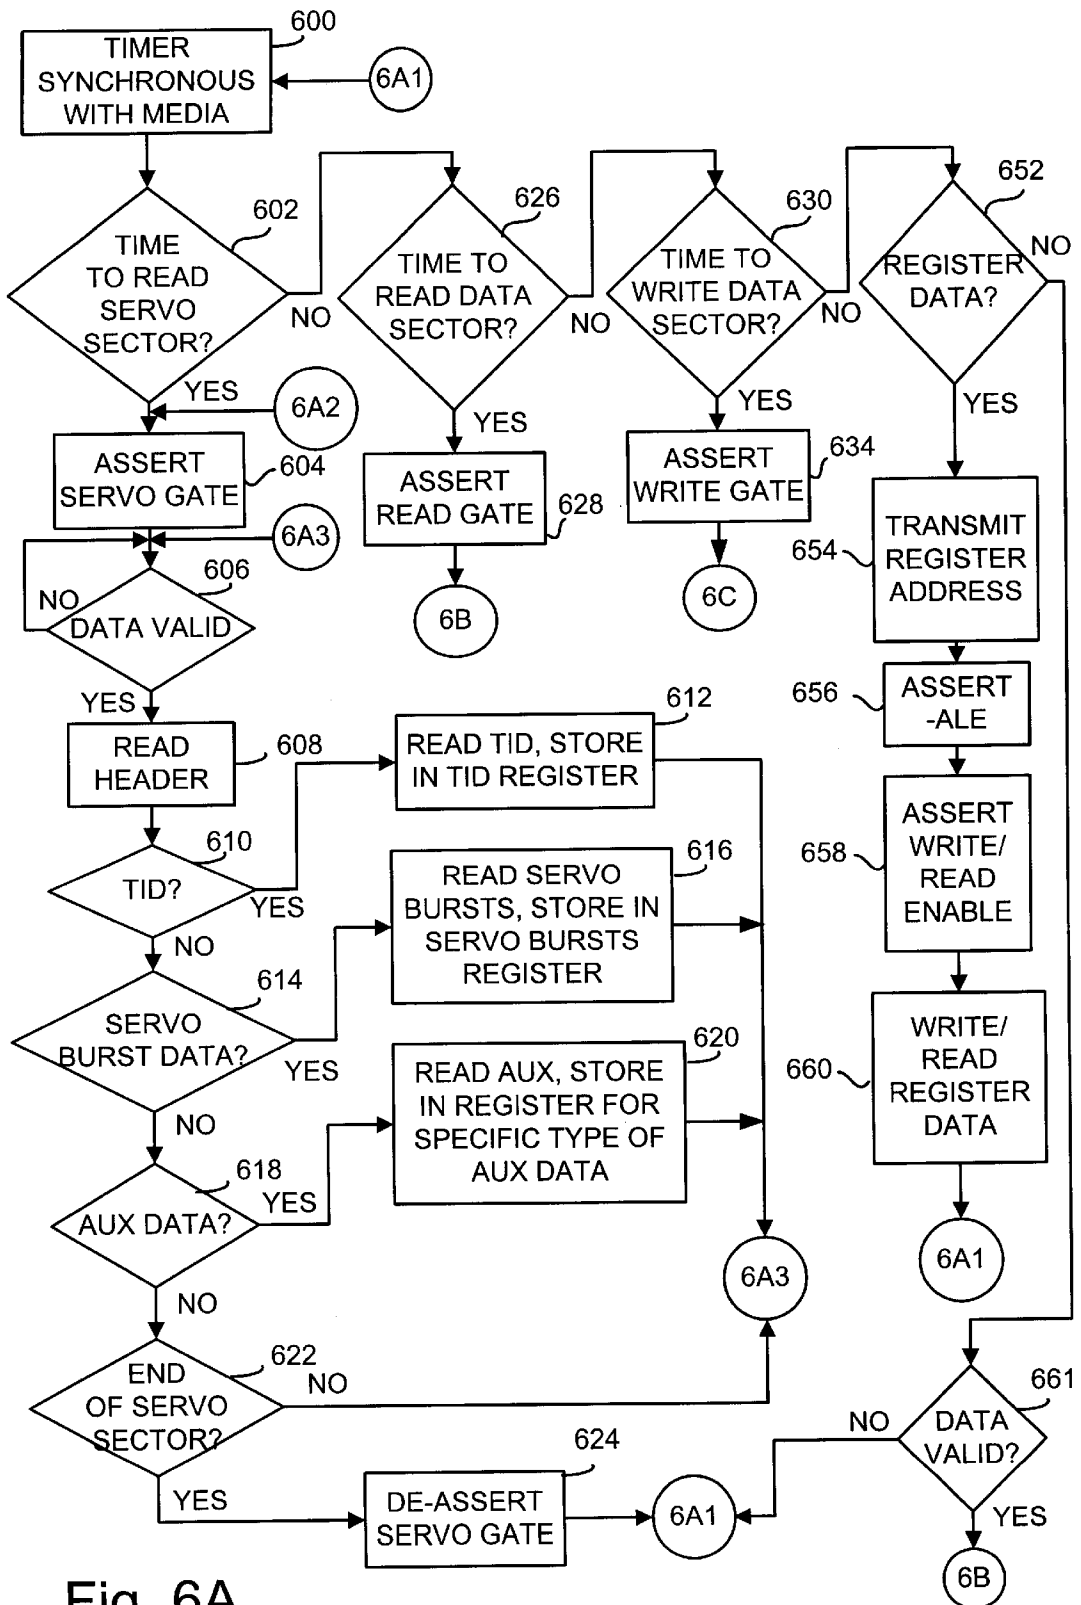 600
TIMER
SYNCHRONOUS
WITH MEDIA
6A1
602
TIME
TO READ
SERVO
SECTOR?
NO
YES
626
TIME TO
READ DATA
SECTOR?
NO
YES
630
TIME TO
WRITE DATA
SECTOR?
NO
YES
652
REGISTER
DATA?
NO
YES
6A2
ASSERT
SERVO GATE
604
6A3
ASSERT
READ GATE
628
6B
ASSERT
WRITE GATE
634
6C
654
TRANSMIT
REGISTER
ADDRESS
606
NO
DATA VALID
YES
656
ASSERT
-ALE
READ
HEADER
608
612
READ TID, STORE
IN TID REGISTER
658
ASSERT
WRITE/
READ
ENABLE
610
TID?
YES
NO
616
READ SERVO
BURSTS, STORE IN
SERVO BURSTS
REGISTER
614
SERVO
BURST DATA?
YES
NO
620
READ AUX, STORE
IN REGISTER FOR
SPECIFIC TYPE OF
AUX DATA
660
WRITE/
READ
REGISTER
DATA
618
AUX DATA?
YES
NO
6A3
6A1
622
END
OF SERVO
SECTOR?
NO
YES
624
DE-ASSERT
SERVO GATE
6A1
661
DATA
VALID?
NO
YES
6B
Fig. 6A